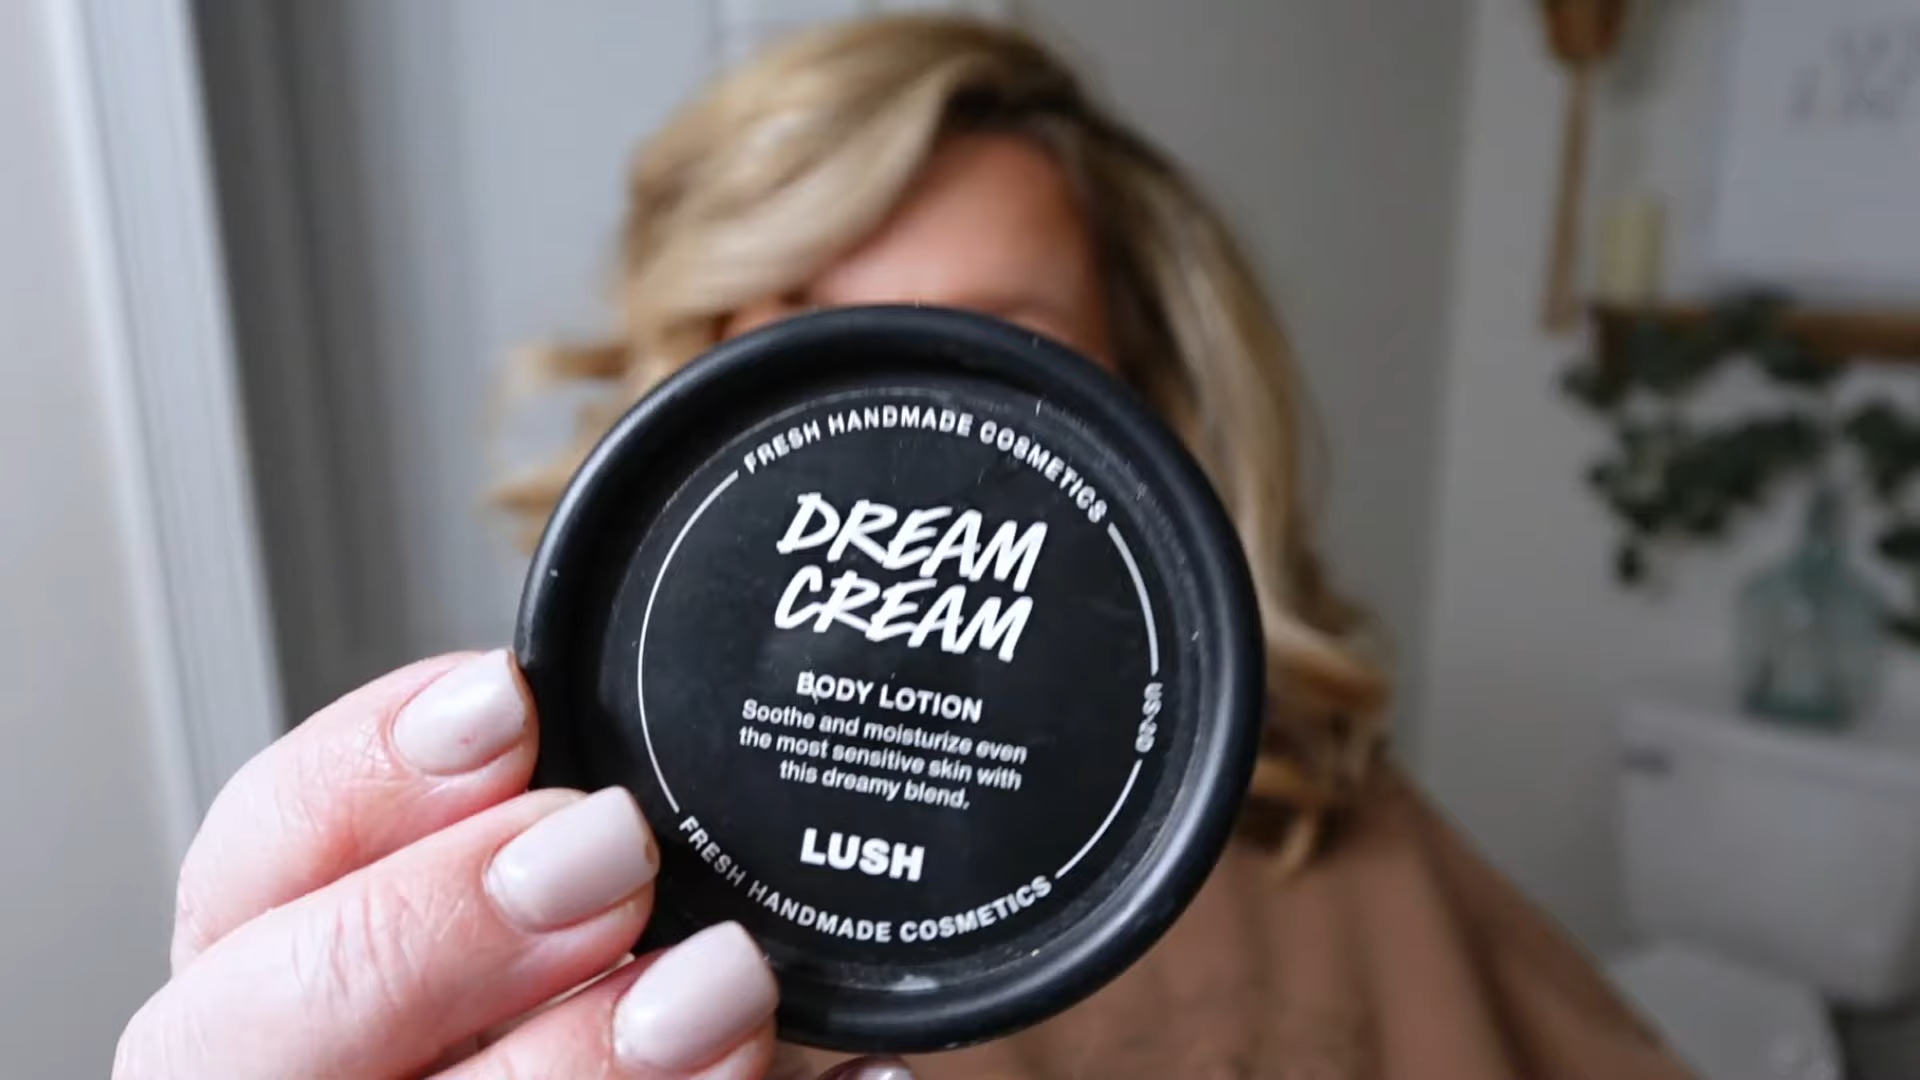 FRESH HANDMADE COSMETICS
DREAM
CREAM
BODY LOTION
Soothe and moisturize even
the most sensitive skin with
this dreamy blend.
LUSH
FRESH HANDMADE COSMETICS